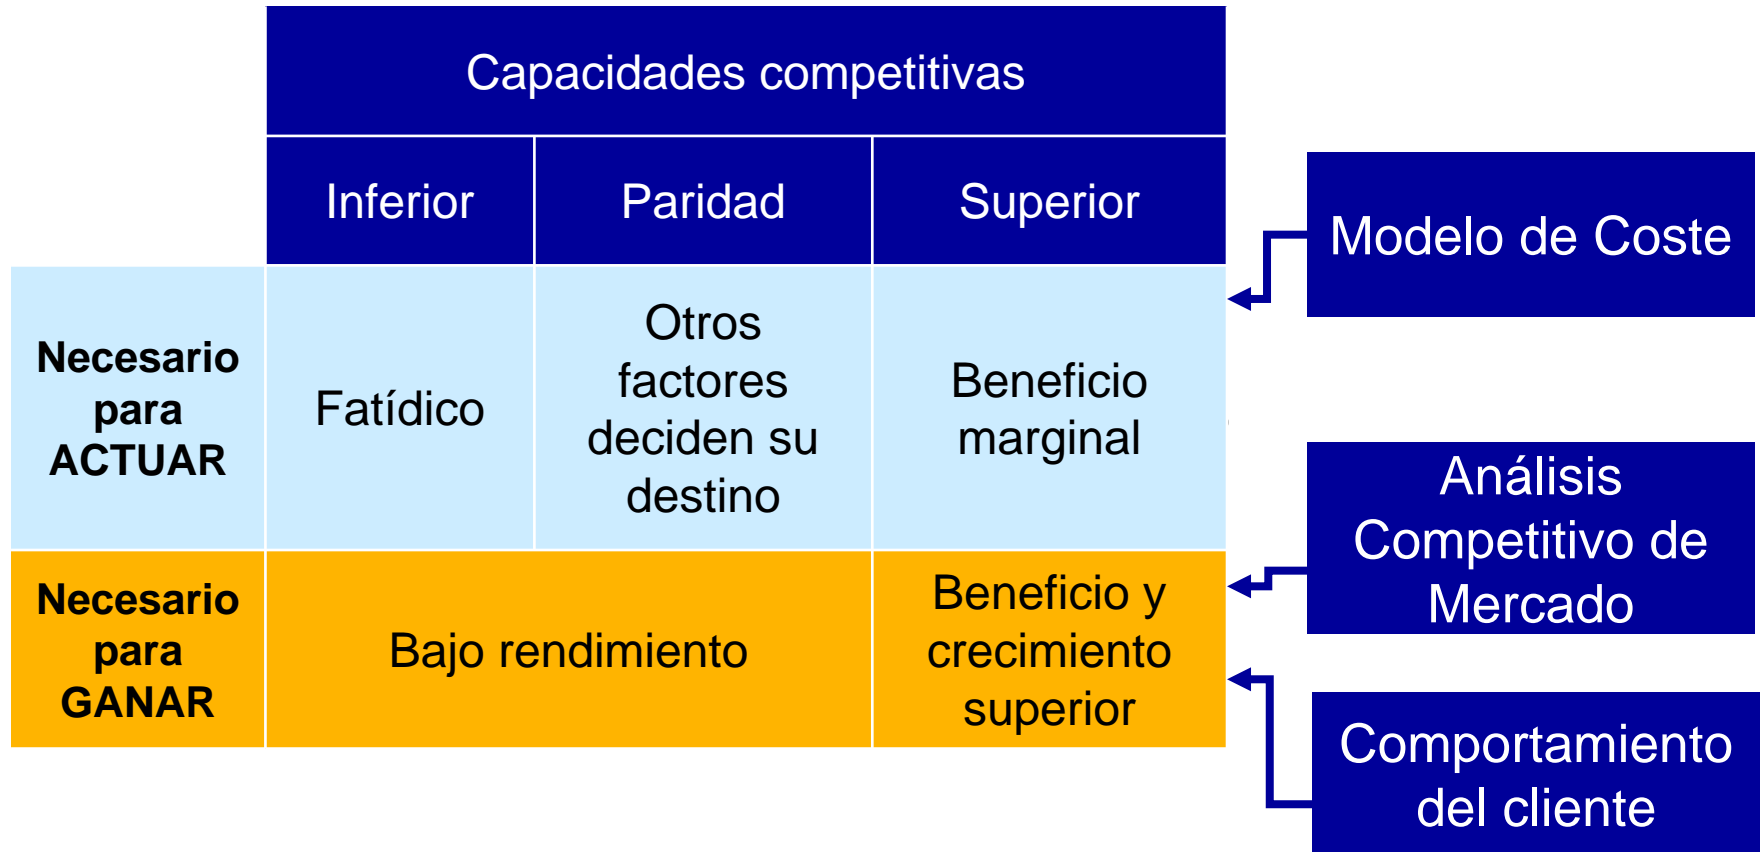 Capacidades competitivas
Inferior
Paridad
Superior
Necesario
para
ACTUAR
Fatídico
Otros
factores
deciden su
destino
Beneficio
marginal
Necesario
para
GANAR
Bajo rendimiento
Beneficio y
crecimiento
superior
Modelo de Coste
Análisis
Competitivo de
Mercado
Comportamiento
del cliente